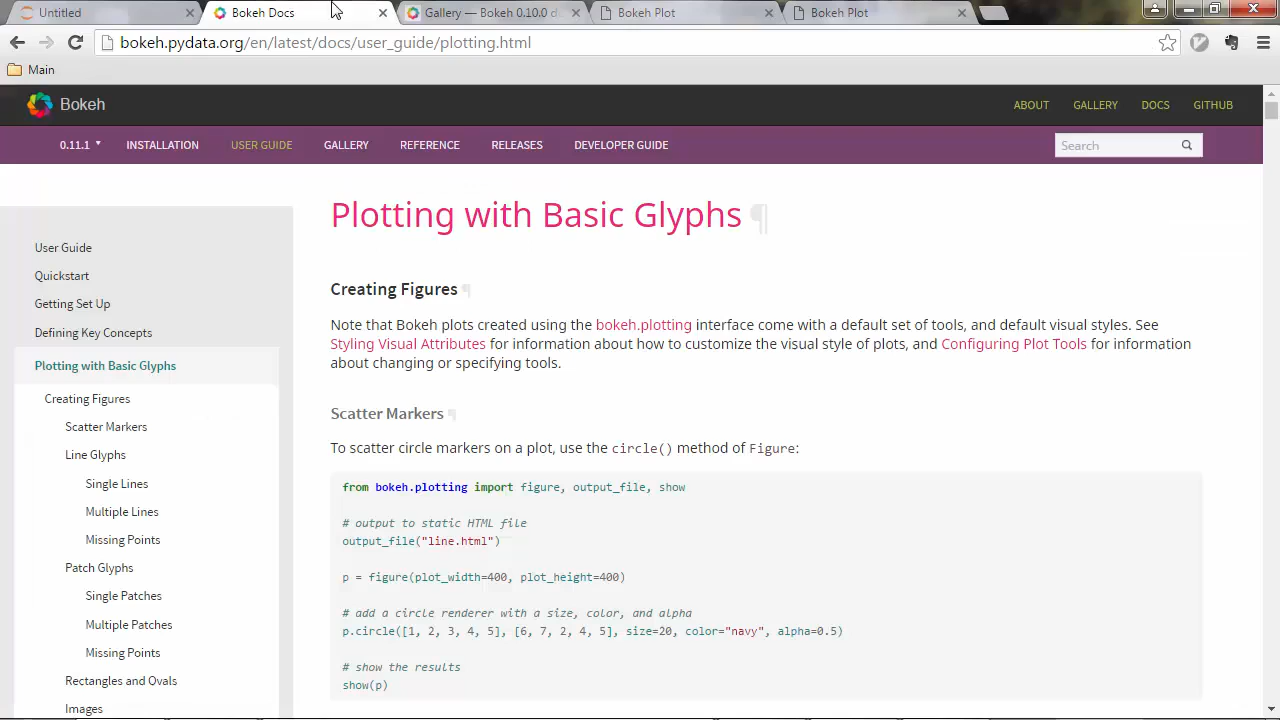 Untitled
Bokeh Docs
Gallery — Bokeh 0.10.0 d
Bokeh Plot
Bokeh Plot
bokeh.pydata.org/en/latest/docs/user_guide/plotting.html
Main
Bokeh
ABOUT
GALLERY
DOCS
GITHUB
0.11.1
INSTALLATION
USER GUIDE
GALLERY
REFERENCE
RELEASES
DEVELOPER GUIDE
Search
User Guide
Quickstart
Getting Set Up
Defining Key Concepts
Plotting with Basic Glyphs
Creating Figures
Scatter Markers
Line Glyphs
Single Lines
Multiple Lines
Missing Points
Patch Glyphs
Single Patches
Multiple Patches
Missing Points
Rectangles and Ovals
Images
Plotting with Basic Glyphs ¶
Creating Figures ¶
Note that Bokeh plots created using the bokeh.plotting interface come with a default set of tools, and default visual styles. See
Styling Visual Attributes for information about how to customize the visual style of plots, and Configuring Plot Tools for information
about changing or specifying tools.
Scatter Markers ¶
To scatter circle markers on a plot, use the circle() method of Figure:
from bokeh.plotting import figure, output_file, show
# output to static HTML file
output_file("line.html")
p = figure(plot_width=400, plot_height=400)
# add a circle renderer with a size, color, and alpha
p.circle([1, 2, 3, 4, 5], [6, 7, 2, 4, 5], size=20, color="navy", alpha=0.5)
# show the results
show(p)